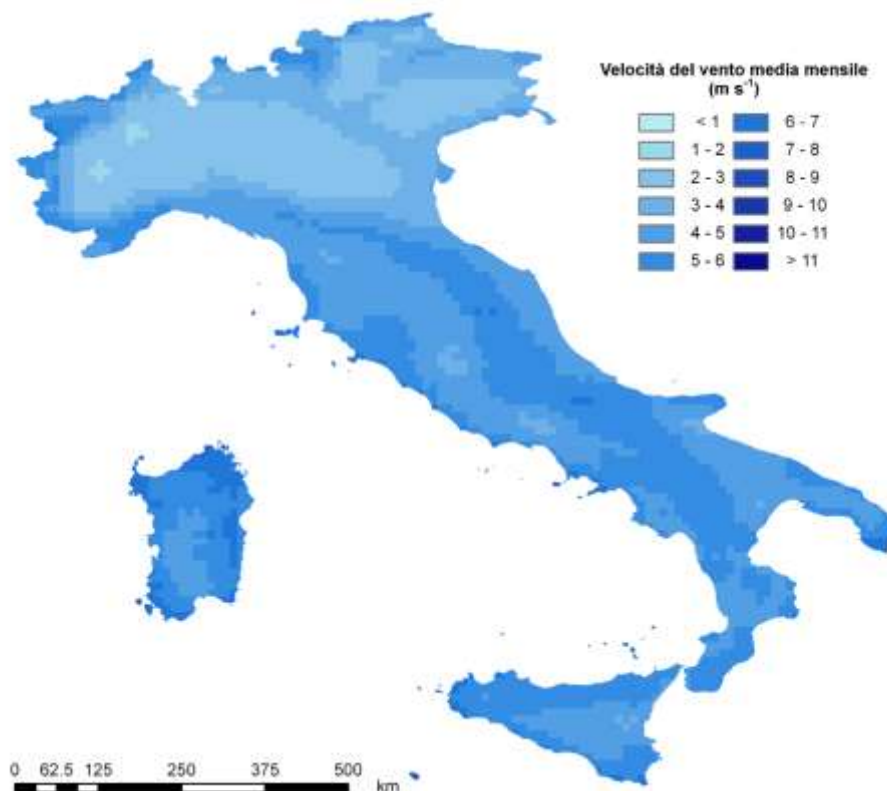 Velocità del vento media mensile
(m s-1)
< 1 6 - 7
1 - 2 7 - 8
2 - 3 8 - 9
3 - 4 9 - 10
4 - 5 10 - 11
5 - 6 > 11
0 62.5 125 250 375 500
km